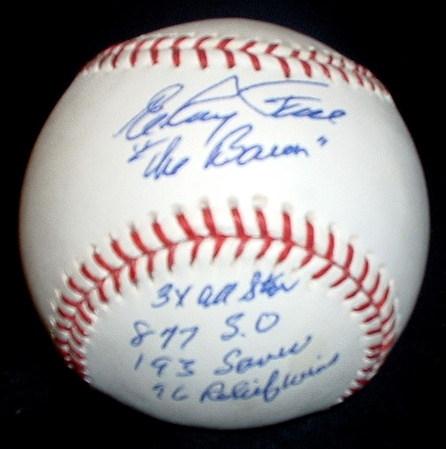 ElRoy Face
"The Baron"
3X all Star
877 S.O
193 Saves
96 Relief wins